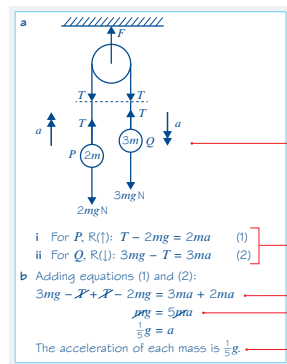 a
F
T T
T
T
a
a
P 2m
3m Q
3mg N
2mg N
i For P, R(↑): T − 2mg = 2ma (1)
ii For Q, R(↓): 3mg − T = 3ma (2)
b Adding equations (1) and (2):
3mg − T + T − 2mg = 3ma + 2ma
mg = 5ma
1/5 g = a
The acceleration of each mass is 1/5 g.